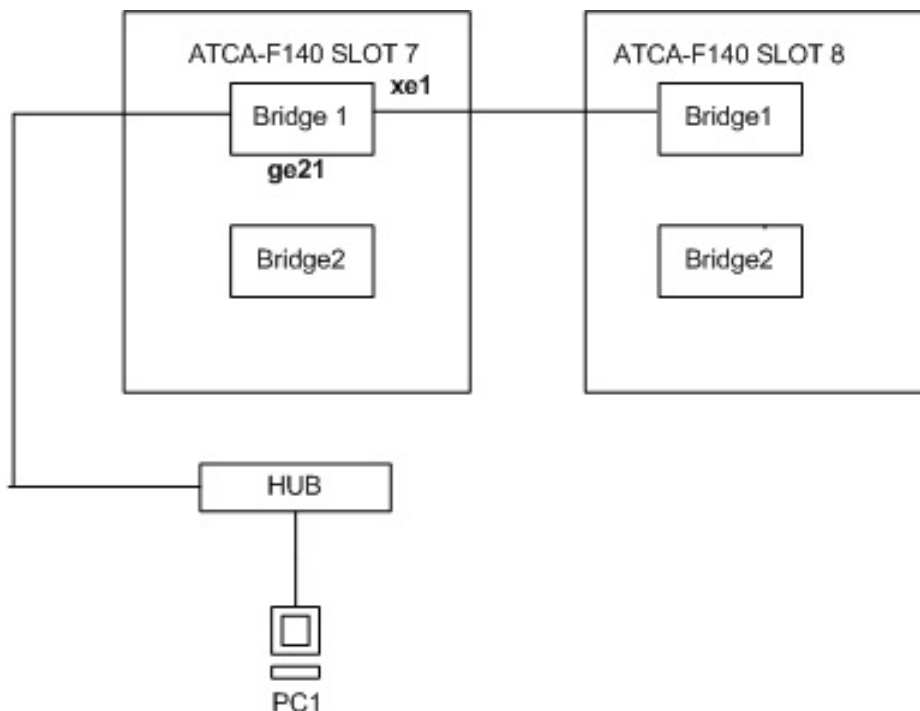 ATCA-F140 SLOT 7
ATCA-F140 SLOT 8
xe1
Bridge 1
Bridge1
ge21
Bridge2
Bridge2
HUB
PC1